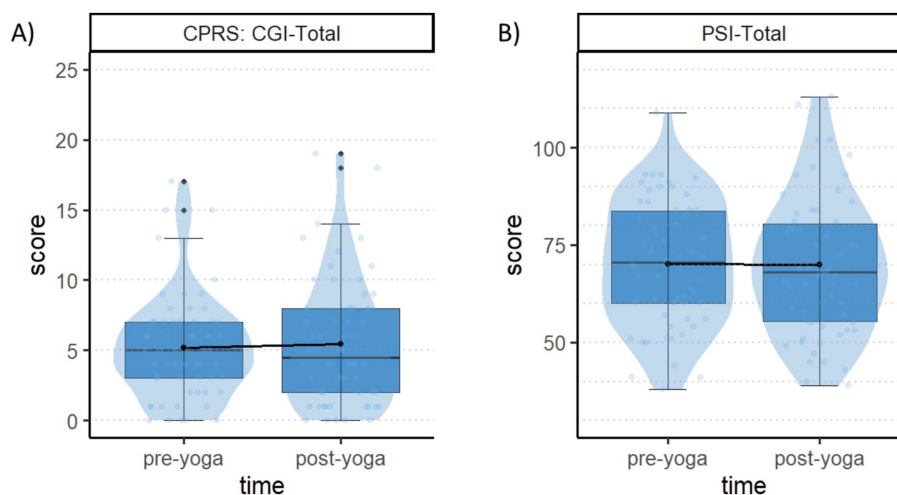 A)
CPRS: CGI-Total
25
20
15
10
5
0
score
pre-yoga
post-yoga
time
B)
PSI-Total
100
75
50
score
pre-yoga
post-yoga
time